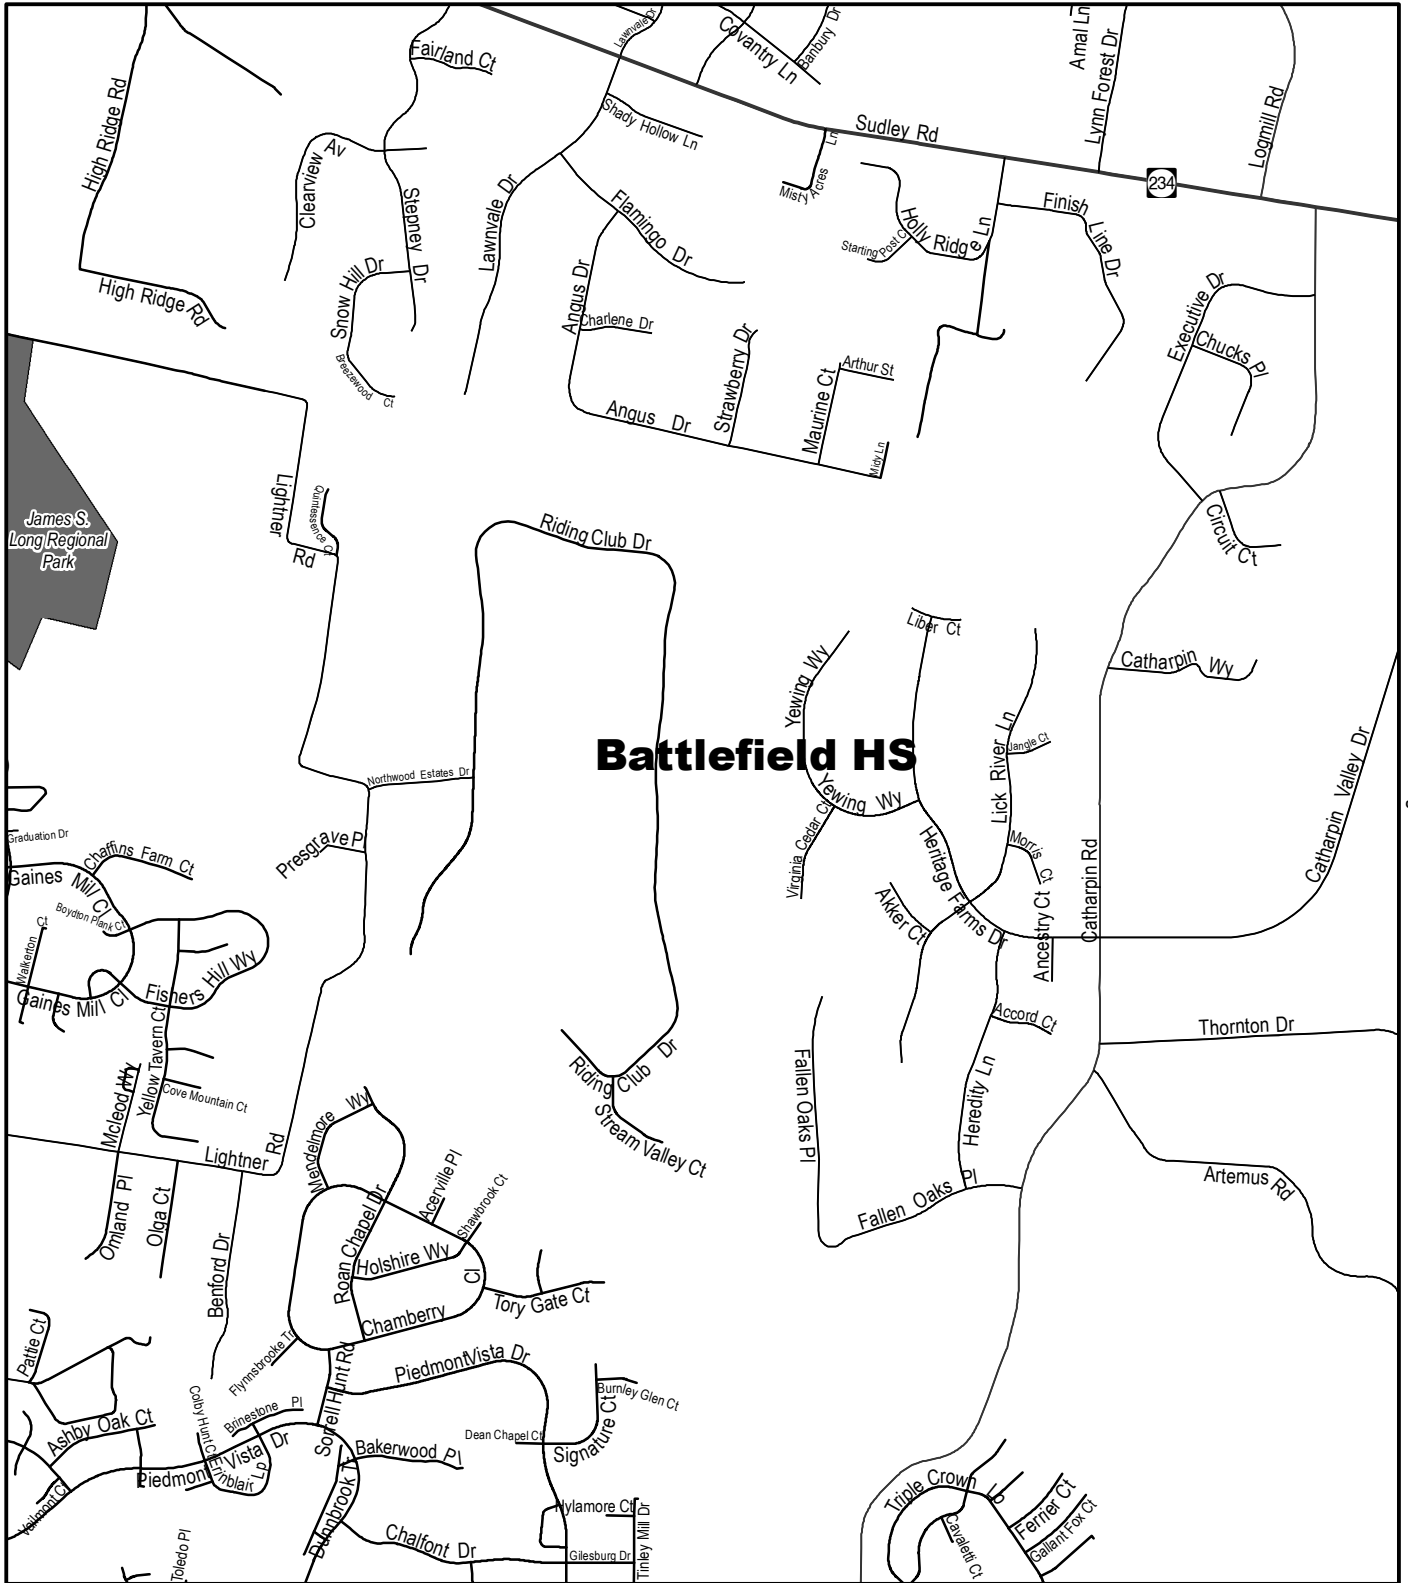 Fairland Ct
Lawnvale Dr
Covantry Ln
Banbury Dr
Amal Ln
Lynn Forest Dr
Logmill Rd
High Ridge Rd
Shady Hollow Ln
Sudley Rd
234
Clearview Av
Stepney Dr
Lawnvale Dr
Flamingo Dr
Misty Acres Ln
Holly Ridge Ln
Starting Post Ct
Finish Line Dr
High Ridge Rd
Snow Hill Dr
Angus Dr
Charlene Dr
Executive Dr
Chucks Pl
Breezewood Ct
Strawberry Dr
Maurine Ct
Arthur St
Angus Dr
Midy Ln
Lightner Rd
Quintessence Ct
James S.
Long Regional
Park
Riding Club Dr
Circuit Ct
Liber Ct
Yewing Wy
Catharpin Wy
Lick River Ln
Jangle Ct
Battlefield HS
Catharpin Valley Dr
Northwood Estates Dr
Yewing Wy
Virginia Cedar Ct
Graduation Dr
Presgrave Pl
Chaffins Farm Ct
Gaines Mill Cl
Heritage Farms Dr
Morris Ct
Catharpin Rd
Boydton Plank Ct
Walkerton Ct
Akker Ct
Ancestry Ct
Gaines Mill Cl
Fishers Hill Wy
Accord Ct
Thornton Dr
Yellow Tavern Ct
Mcleod Wy
Cove Mountain Ct
Riding Club Dr
Stream Valley Ct
Fallen Oaks Pl
Heredity Ln
Lightner Rd
Mendelmore Wy
Omland Pl
Olga Ct
Acerville Pl
Shawbrook Ct
Roan Chapel Dr
Holshire Wy
Fallen Oaks Pl
Artemus Rd
Benford Dr
Chamberry Cl
Tory Gate Ct
Pattie Ct
Flynnsbrooke Tr
Sorrell Hunt Rd
Piedmont Vista Dr
Burnley Glen Ct
Colby Hunt Ct
Brinestone Pl
Ashby Oak Ct
Dean Chapel Ct
Signature Ct
Piedmont Vista Dr
Erinblair Lp
Bakerwood Pl
Veilmont Ct
Dunnbrook Tr
Hylamore Ct
Tinley Mill Dr
Chalfont Dr
Gilesburg Dr
Toledo Pl
Triple Crown Lp
Ferrier Ct
Gallant Fox Ct
Cavaletti Ct